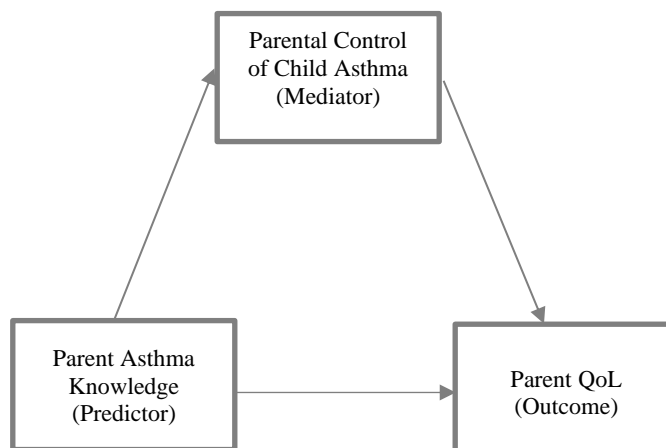 Parental Control
of Child Asthma
(Mediator)
Parent Asthma
Knowledge
(Predictor)
Parent QoL
(Outcome)